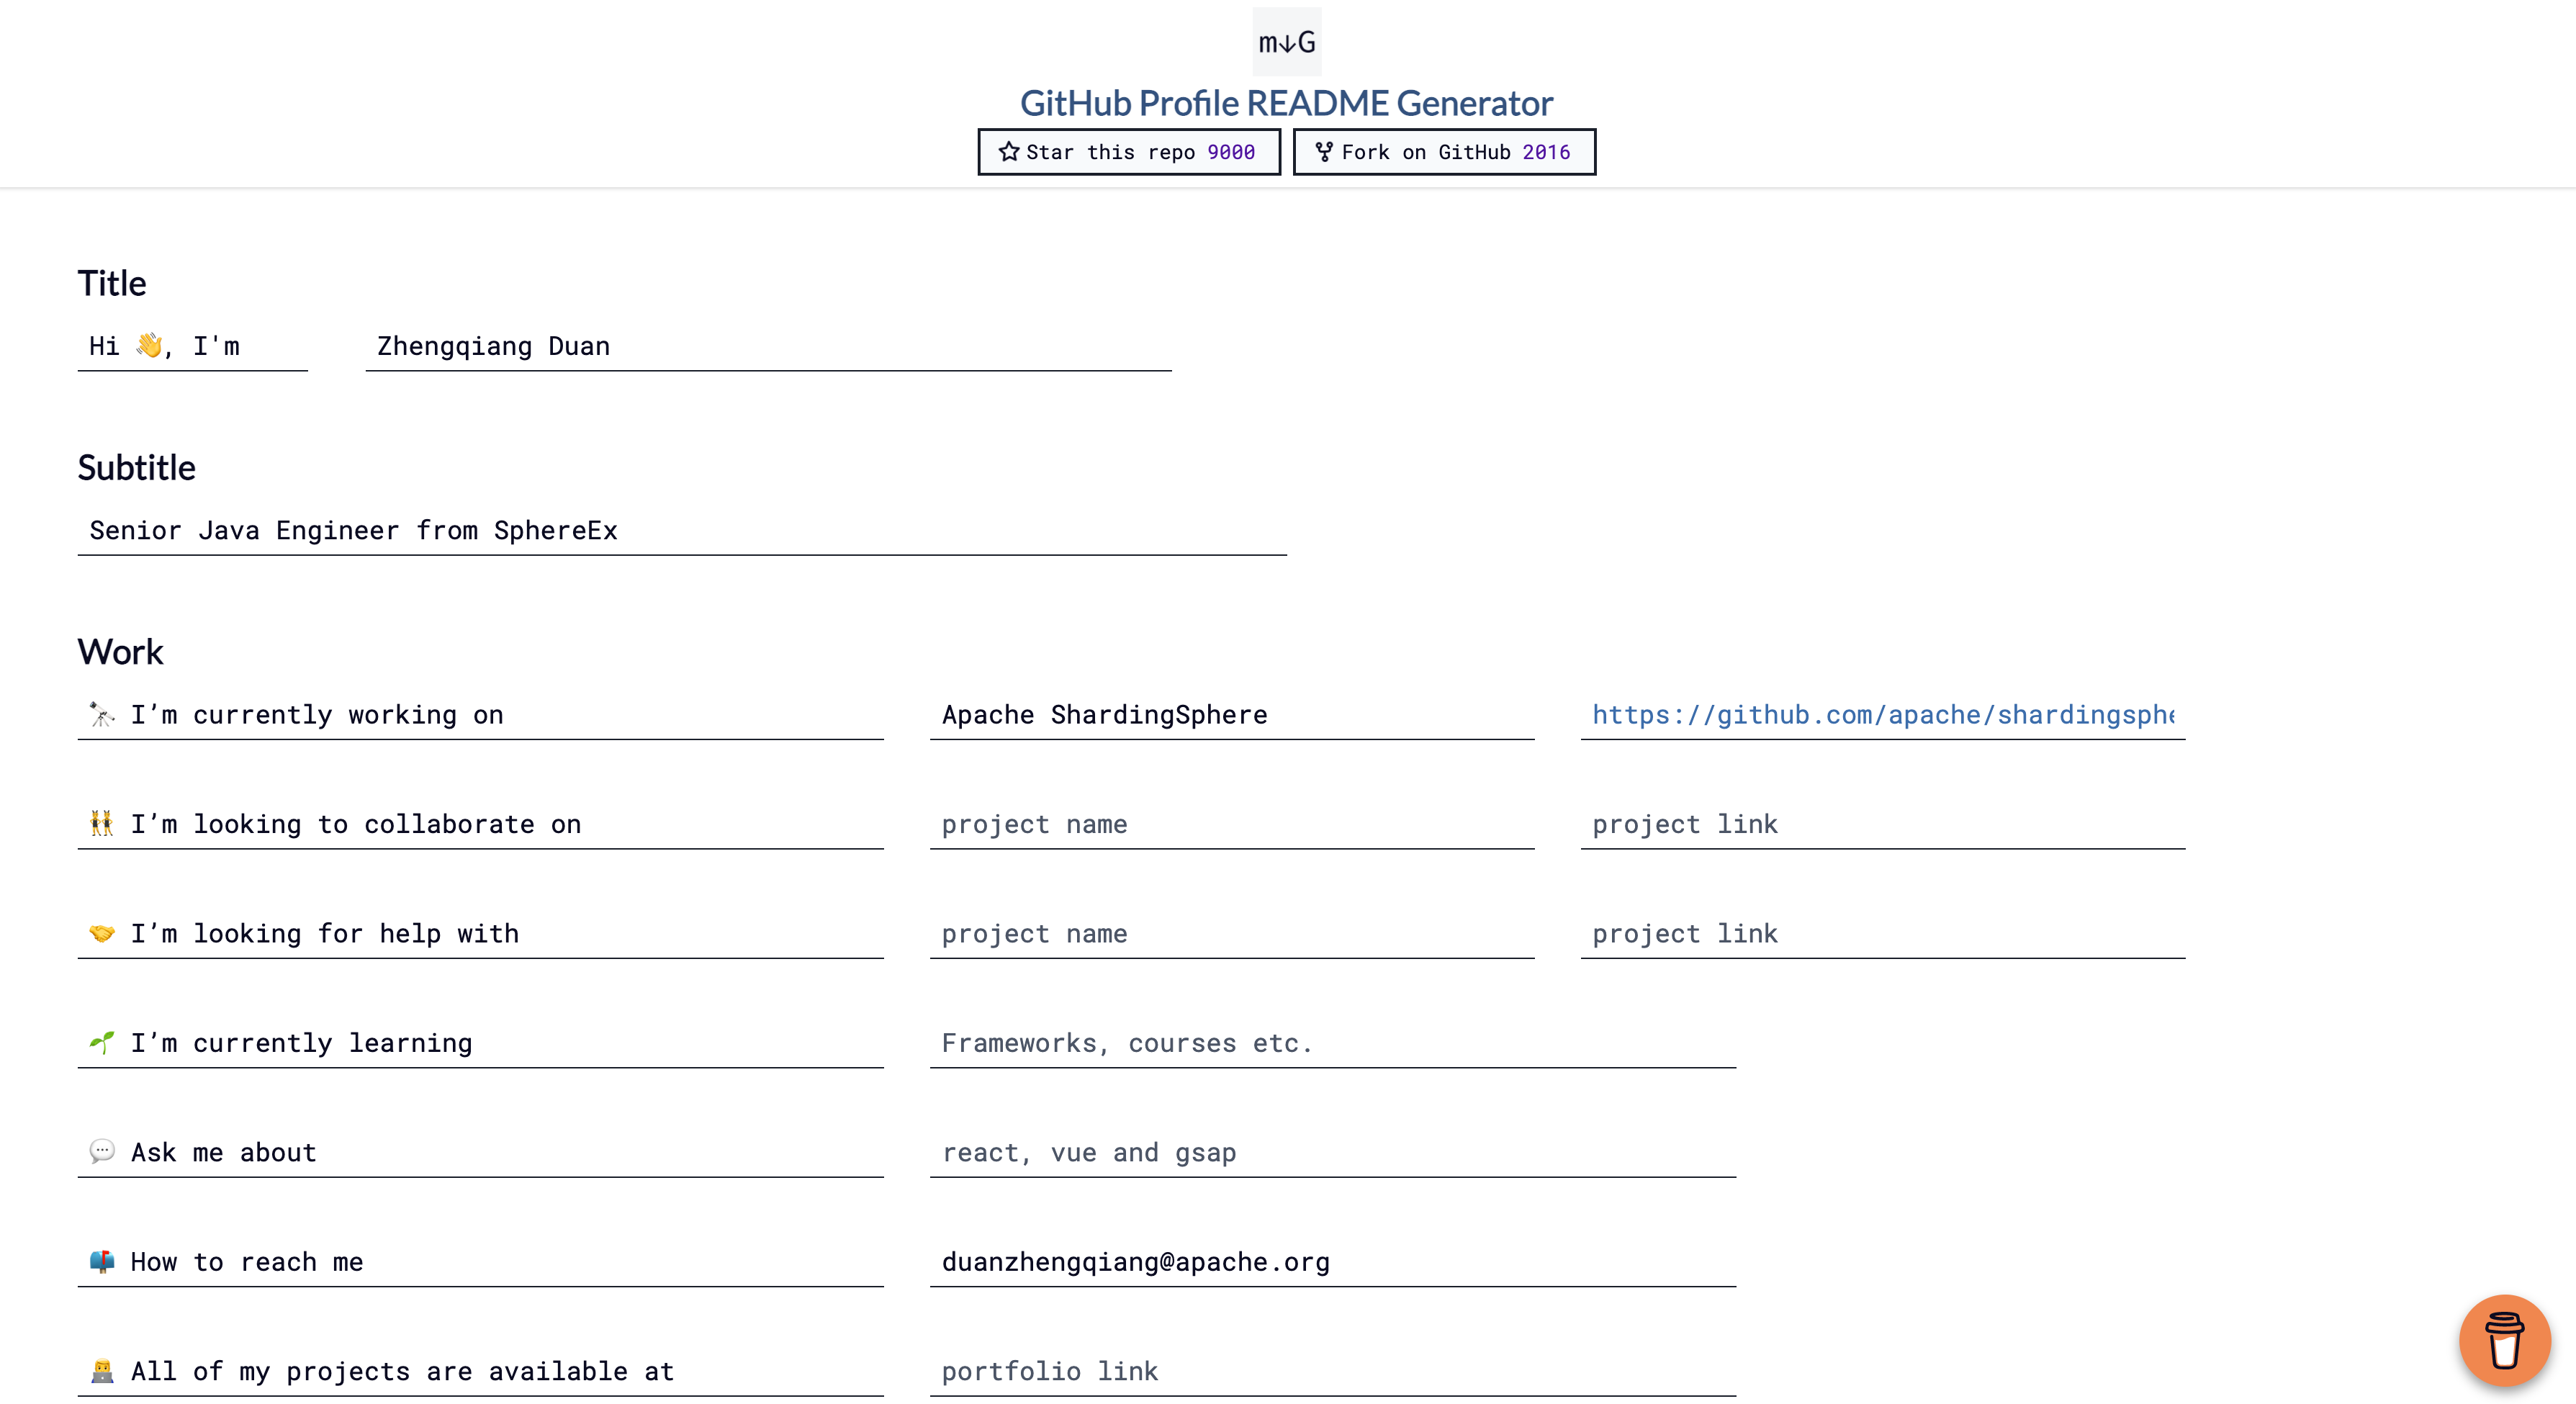 m↓G
GitHub Profile README Generator
Star this repo 9000 Fork on GitHub 2016
Title
Hi 👋, I'm Zhengqiang Duan
Subtitle
Senior Java Engineer from SphereEx
Work
🔭 I’m currently working on Apache ShardingSphere https://github.com/apache/shardingsphe
👯 I’m looking to collaborate on project name project link
🤝 I’m looking for help with project name project link
🌱 I’m currently learning Frameworks, courses etc.
💬 Ask me about react, vue and gsap
📫 How to reach me duanzhengqiang@apache.org
👨‍💻 All of my projects are available at portfolio link